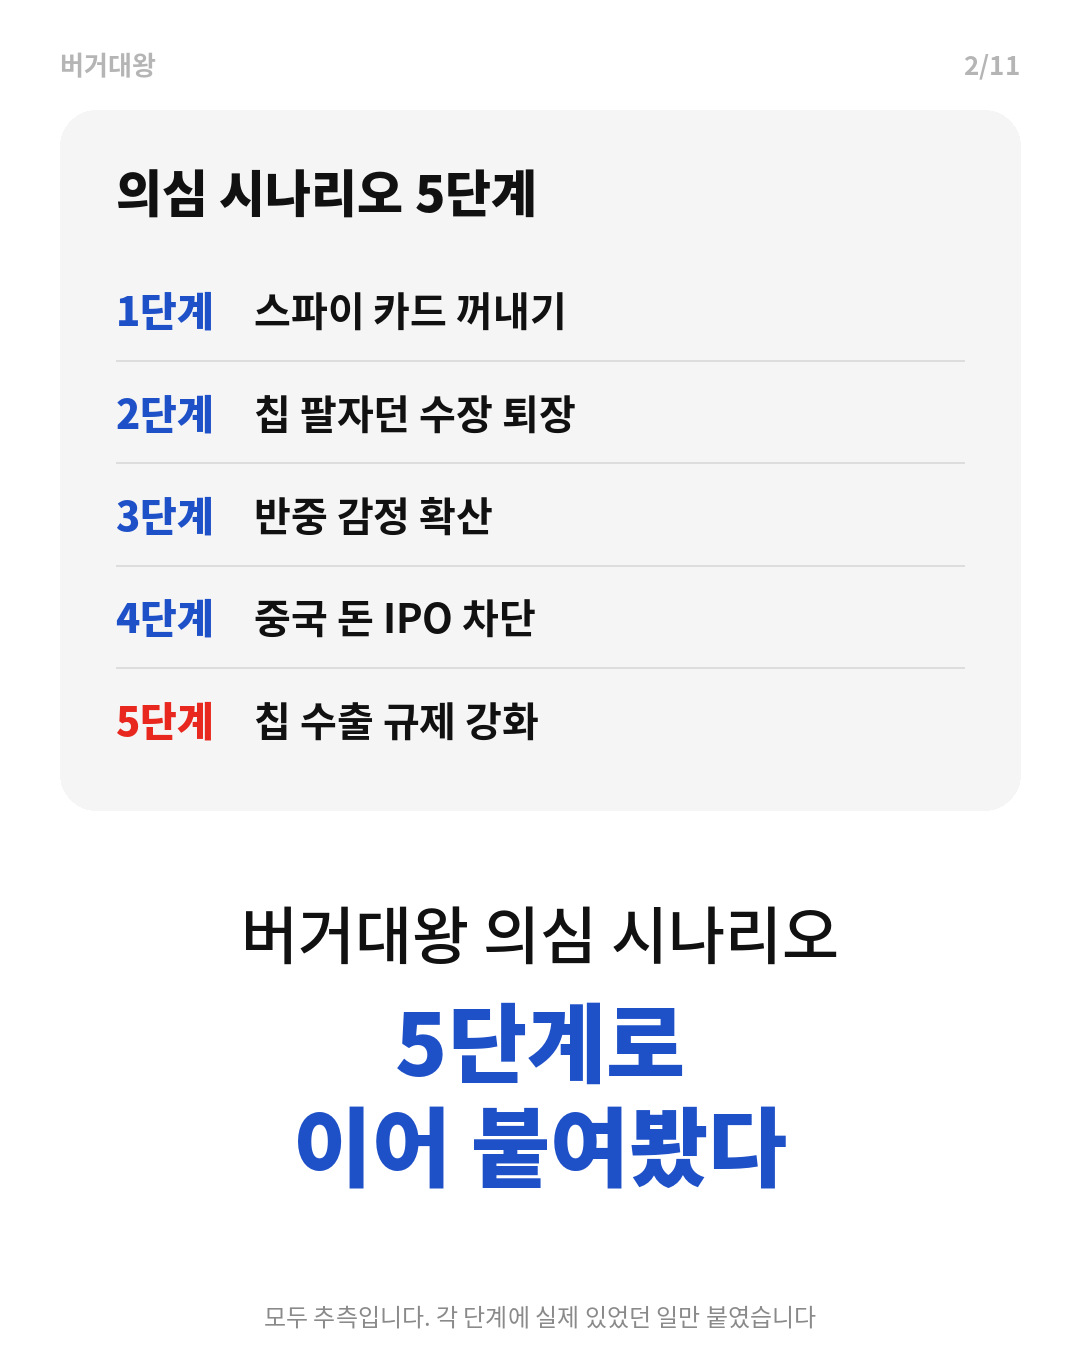 버거대왕
2/11
의심 시나리오 5단계
1단계 스파이 카드 꺼내기
2단계 칩 팔자던 수장 퇴장
3단계 반중 감정 확산
4단계 중국 돈 IPO 차단
5단계 칩 수출 규제 강화
버거대왕 의심 시나리오
5단계로
이어 붙여봤다
모두 추측입니다. 각 단계에 실제 있었던 일만 붙였습니다